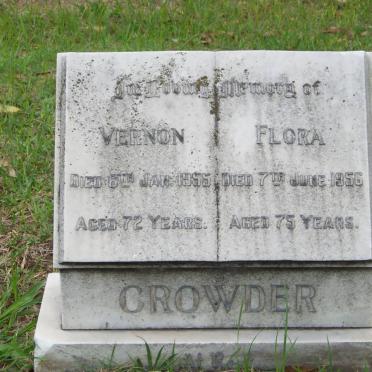 In Loving Memory of
VERNON FLORA
DIED 6TH JAN. 1955. DIED 7TH JUNE 1956
AGED 72 YEARS. AGED 75 YEARS.
CROWDER